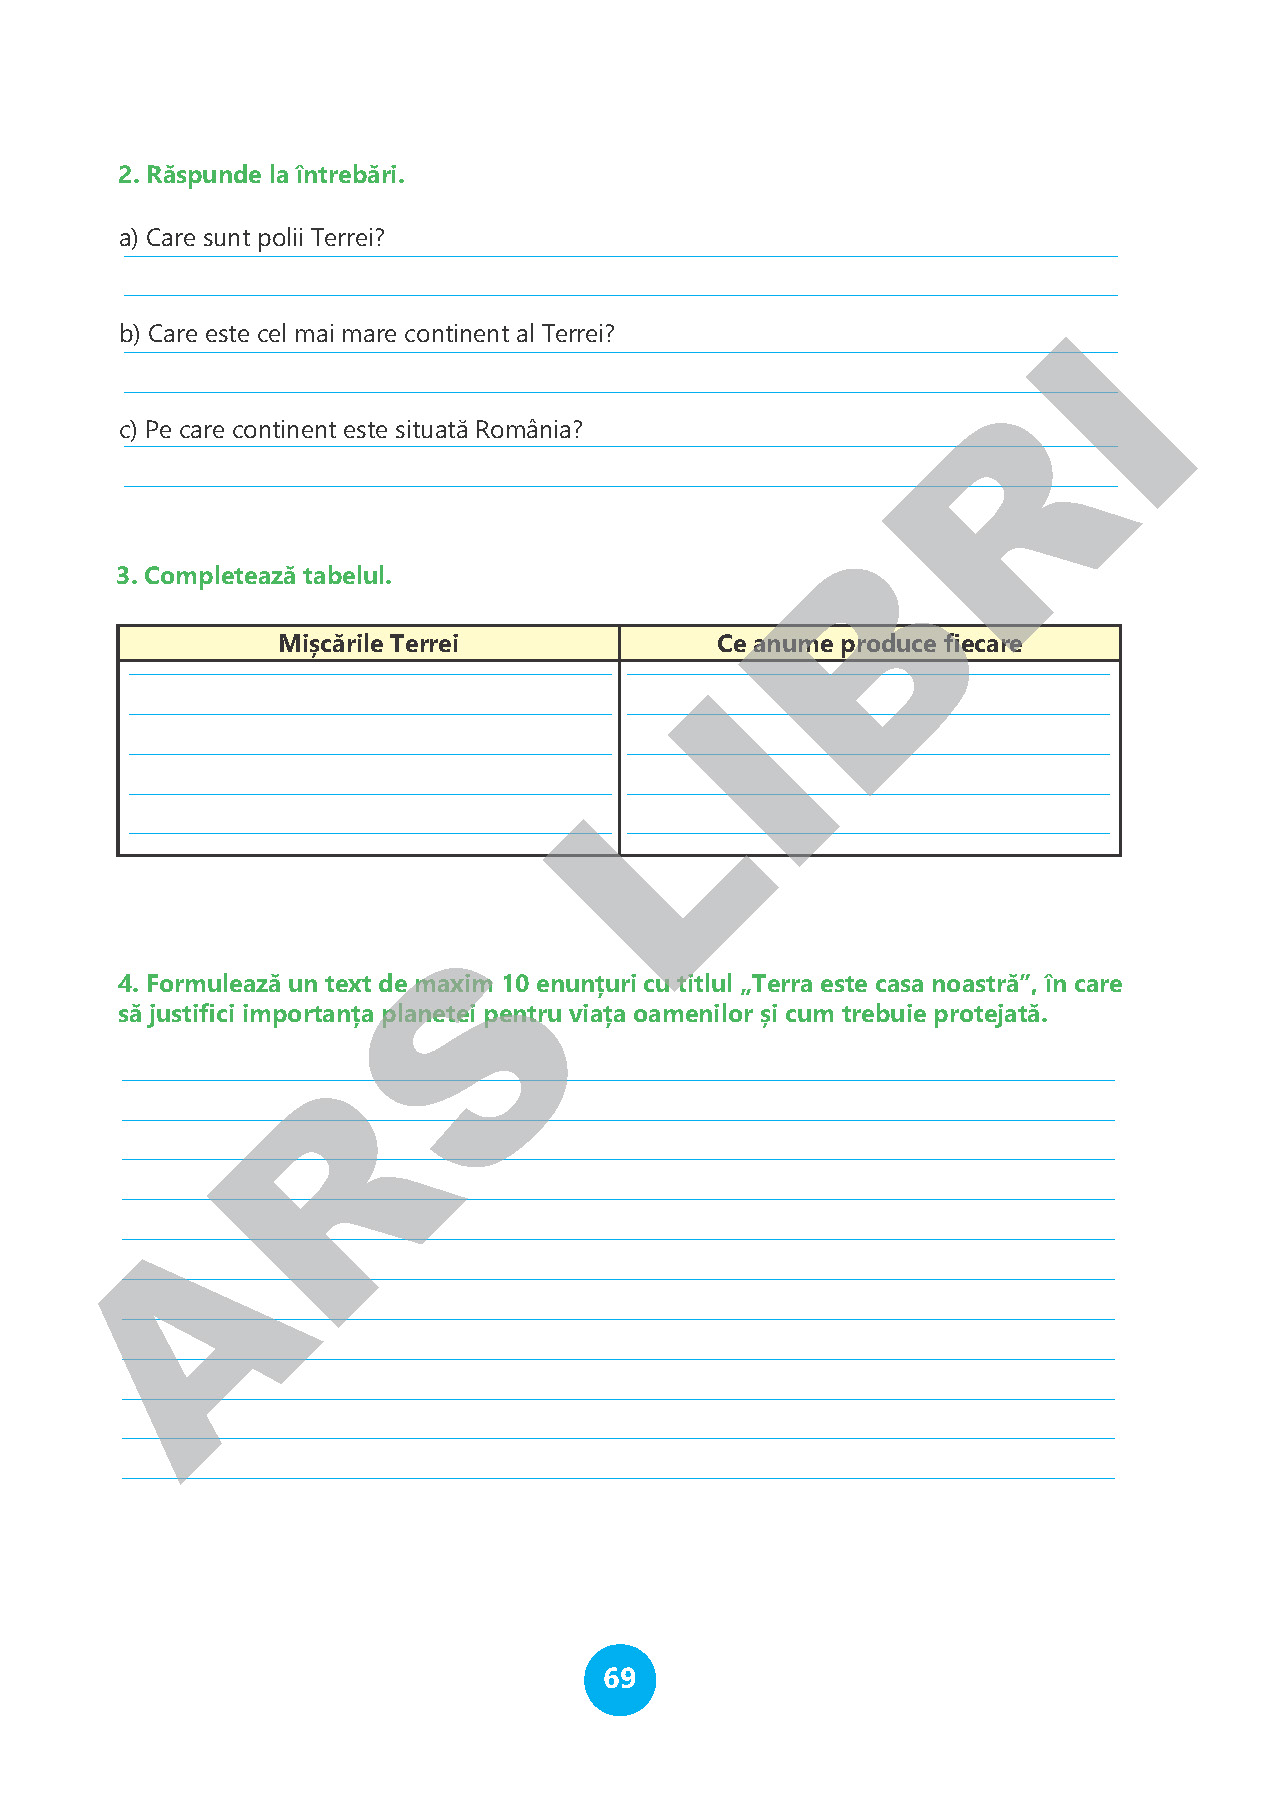 2. Răspunde la întrebări.
a) Care sunt polii Terrei?
b) Care este cel mai mare continent al Terrei?
c) Pe care continent este situată România?
3. Completează tabelul.
Mișcările Terrei
Ce anume produce fiecare
4. Formulează un text de maxim 10 enunțuri cu titlul „Terra este casa noastră”, în care
să justifici importanța planetei pentru viața oamenilor și cum trebuie protejată.
ARS LIBRI
69